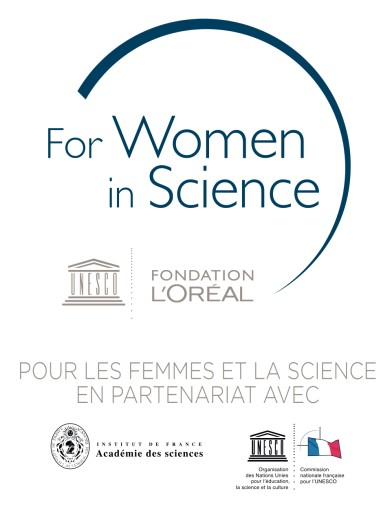 For Women
in Science
UNESCO
FONDATION
L'ORÉAL
POUR LES FEMMES ET LA SCIENCE
EN PARTENARIAT AVEC
INSTITUT DE FRANCE
Académie des sciences
UNESCO
Organisation
des Nations Unies
pour l'éducation,
la science et la culture
Commission
nationale française
pour l'UNESCO